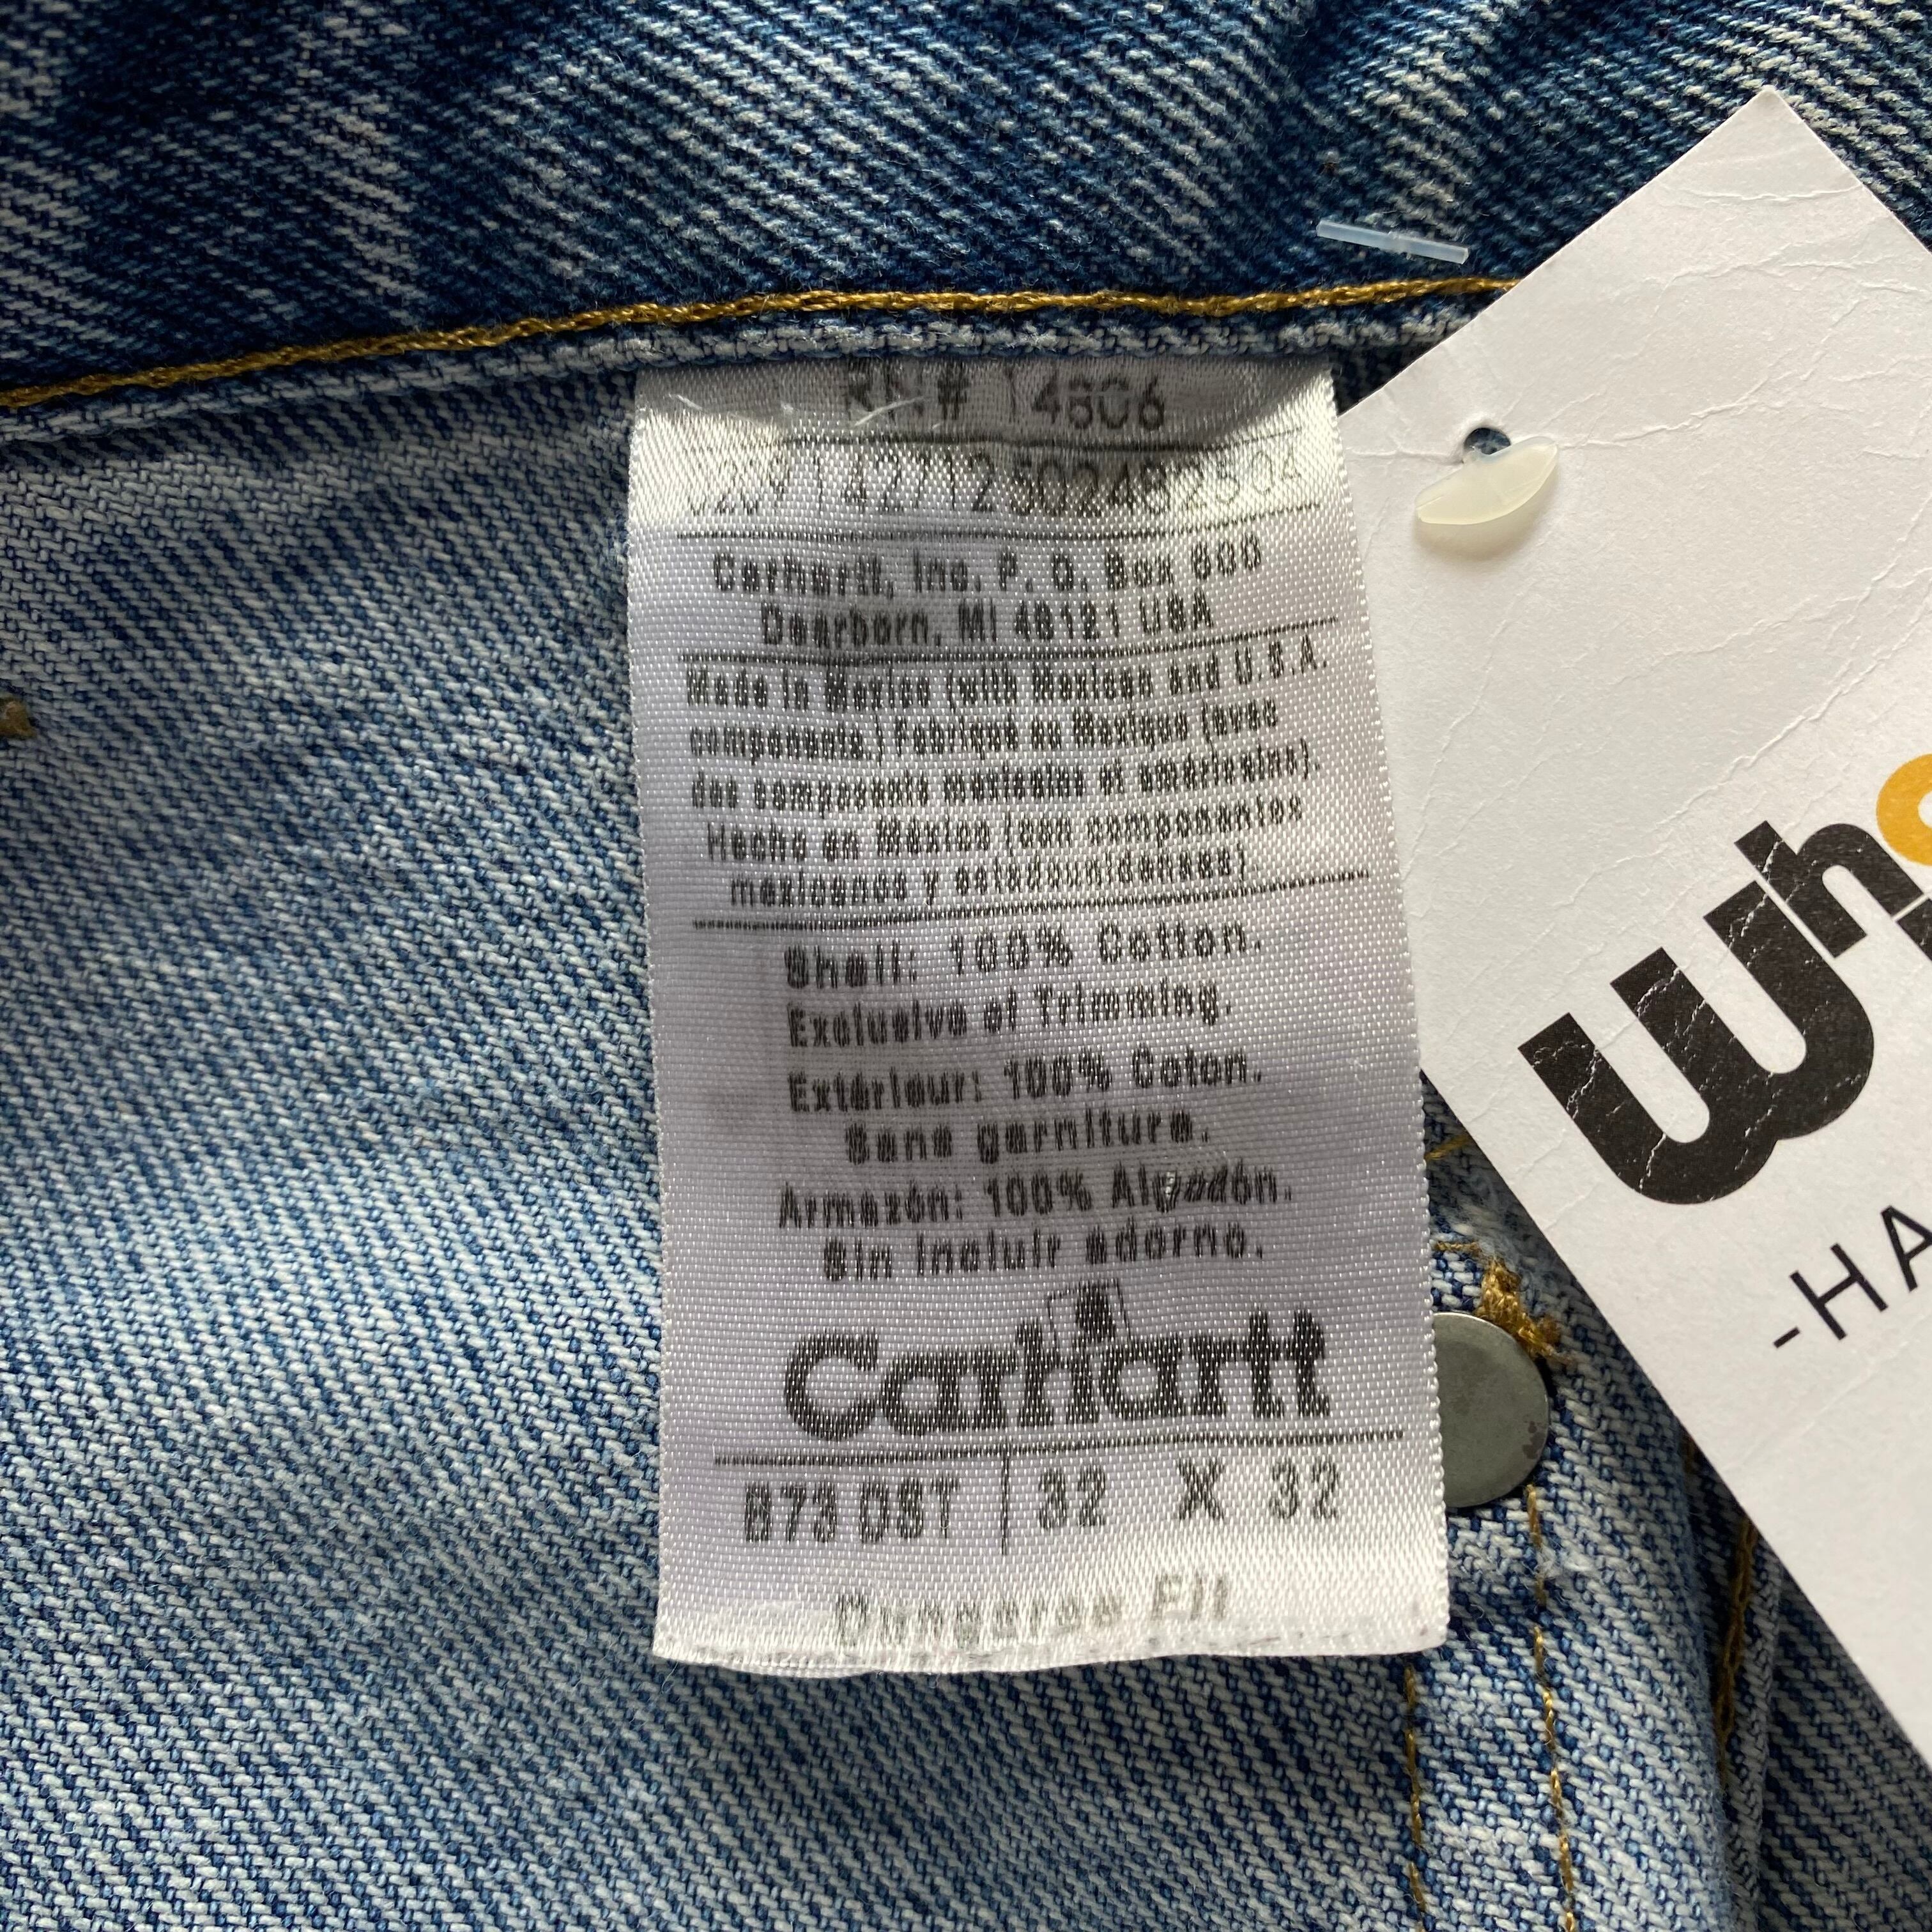 RN# 14806
Carhartt, Inc. P. O. Box 600
Dearborn, MI 48121 USA
Made in Mexico (with Mexican and U.S.A.
components.) Fabriqué au Mexique (avec
des composants mexicains et américains).
Hecho en México (con componentes
mexicanos y estadounidenses)
Shell: 100% Cotton.
Exclusive of Trimming.
Extérieur: 100% Coton.
Sans garniture.
Armazón: 100% Algodón.
Sin incluir adorno.
carhartt
B73 DST 32 X 32
Dungaree Fit
Wh
-HA